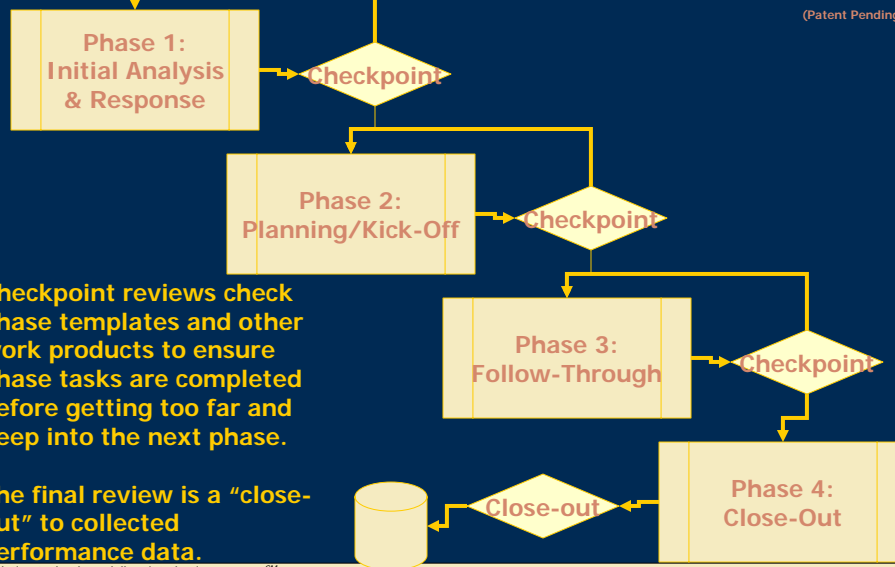 (Patent Pending
Phase 1:
Initial Analysis
& Response
Checkpoint
Phase 2:
Planning/Kick-Off
Checkpoint
heckpoint reviews check
hase templates and other
ork products to ensure
hase tasks are completed
efore getting too far and
eep into the next phase.
Phase 3:
Follow-Through
Checkpoint
he final review is a “close-
ut” to collected
erformance data.
Close-out
Phase 4:
Close-Out